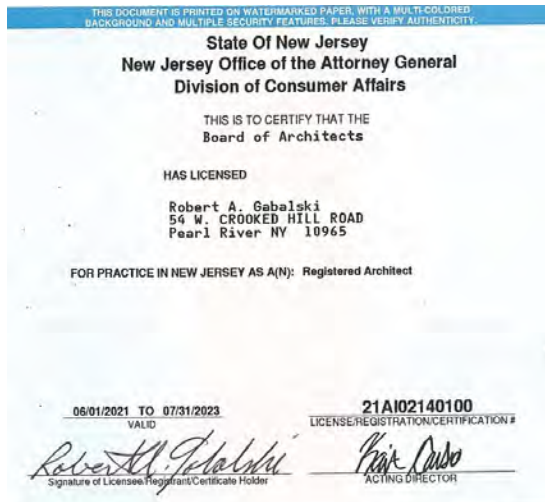 THIS DOCUMENT IS PRINTED ON WATERMARKED PAPER, WITH A MULTI-COLORED
BACKGROUND AND MULTIPLE SECURITY FEATURES. PLEASE VERIFY AUTHENTICITY.
State Of New Jersey
New Jersey Office of the Attorney General
Division of Consumer Affairs
THIS IS TO CERTIFY THAT THE
Board of Architects
HAS LICENSED
Robert A. Gabalski
54 W. CROOKED HILL ROAD
Pearl River NY 10965
FOR PRACTICE IN NEW JERSEY AS A(N): Registered Architect
06/01/2021 TO 07/31/2023
VALID
21AI02140100
LICENSE/REGISTRATION/CERTIFICATION #
Signature of Licensee/Registrant/Certificate Holder
ACTING DIRECTOR